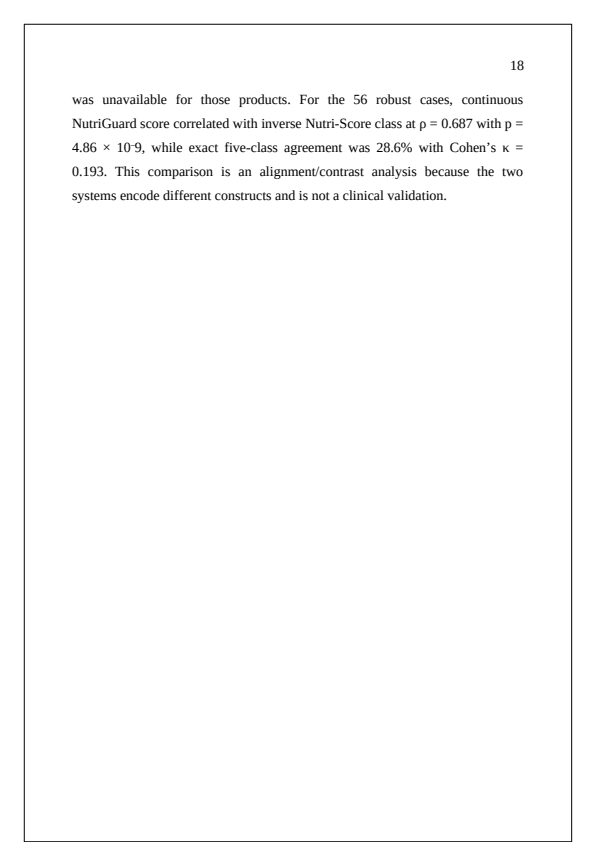 18
was unavailable for those products. For the 56 robust cases, continuous
NutriGuard score correlated with inverse Nutri-Score class at ρ = 0.687 with p =
4.86 × 10⁻9, while exact five-class agreement was 28.6% with Cohen’s κ =
0.193. This comparison is an alignment/contrast analysis because the two
systems encode different constructs and is not a clinical validation.